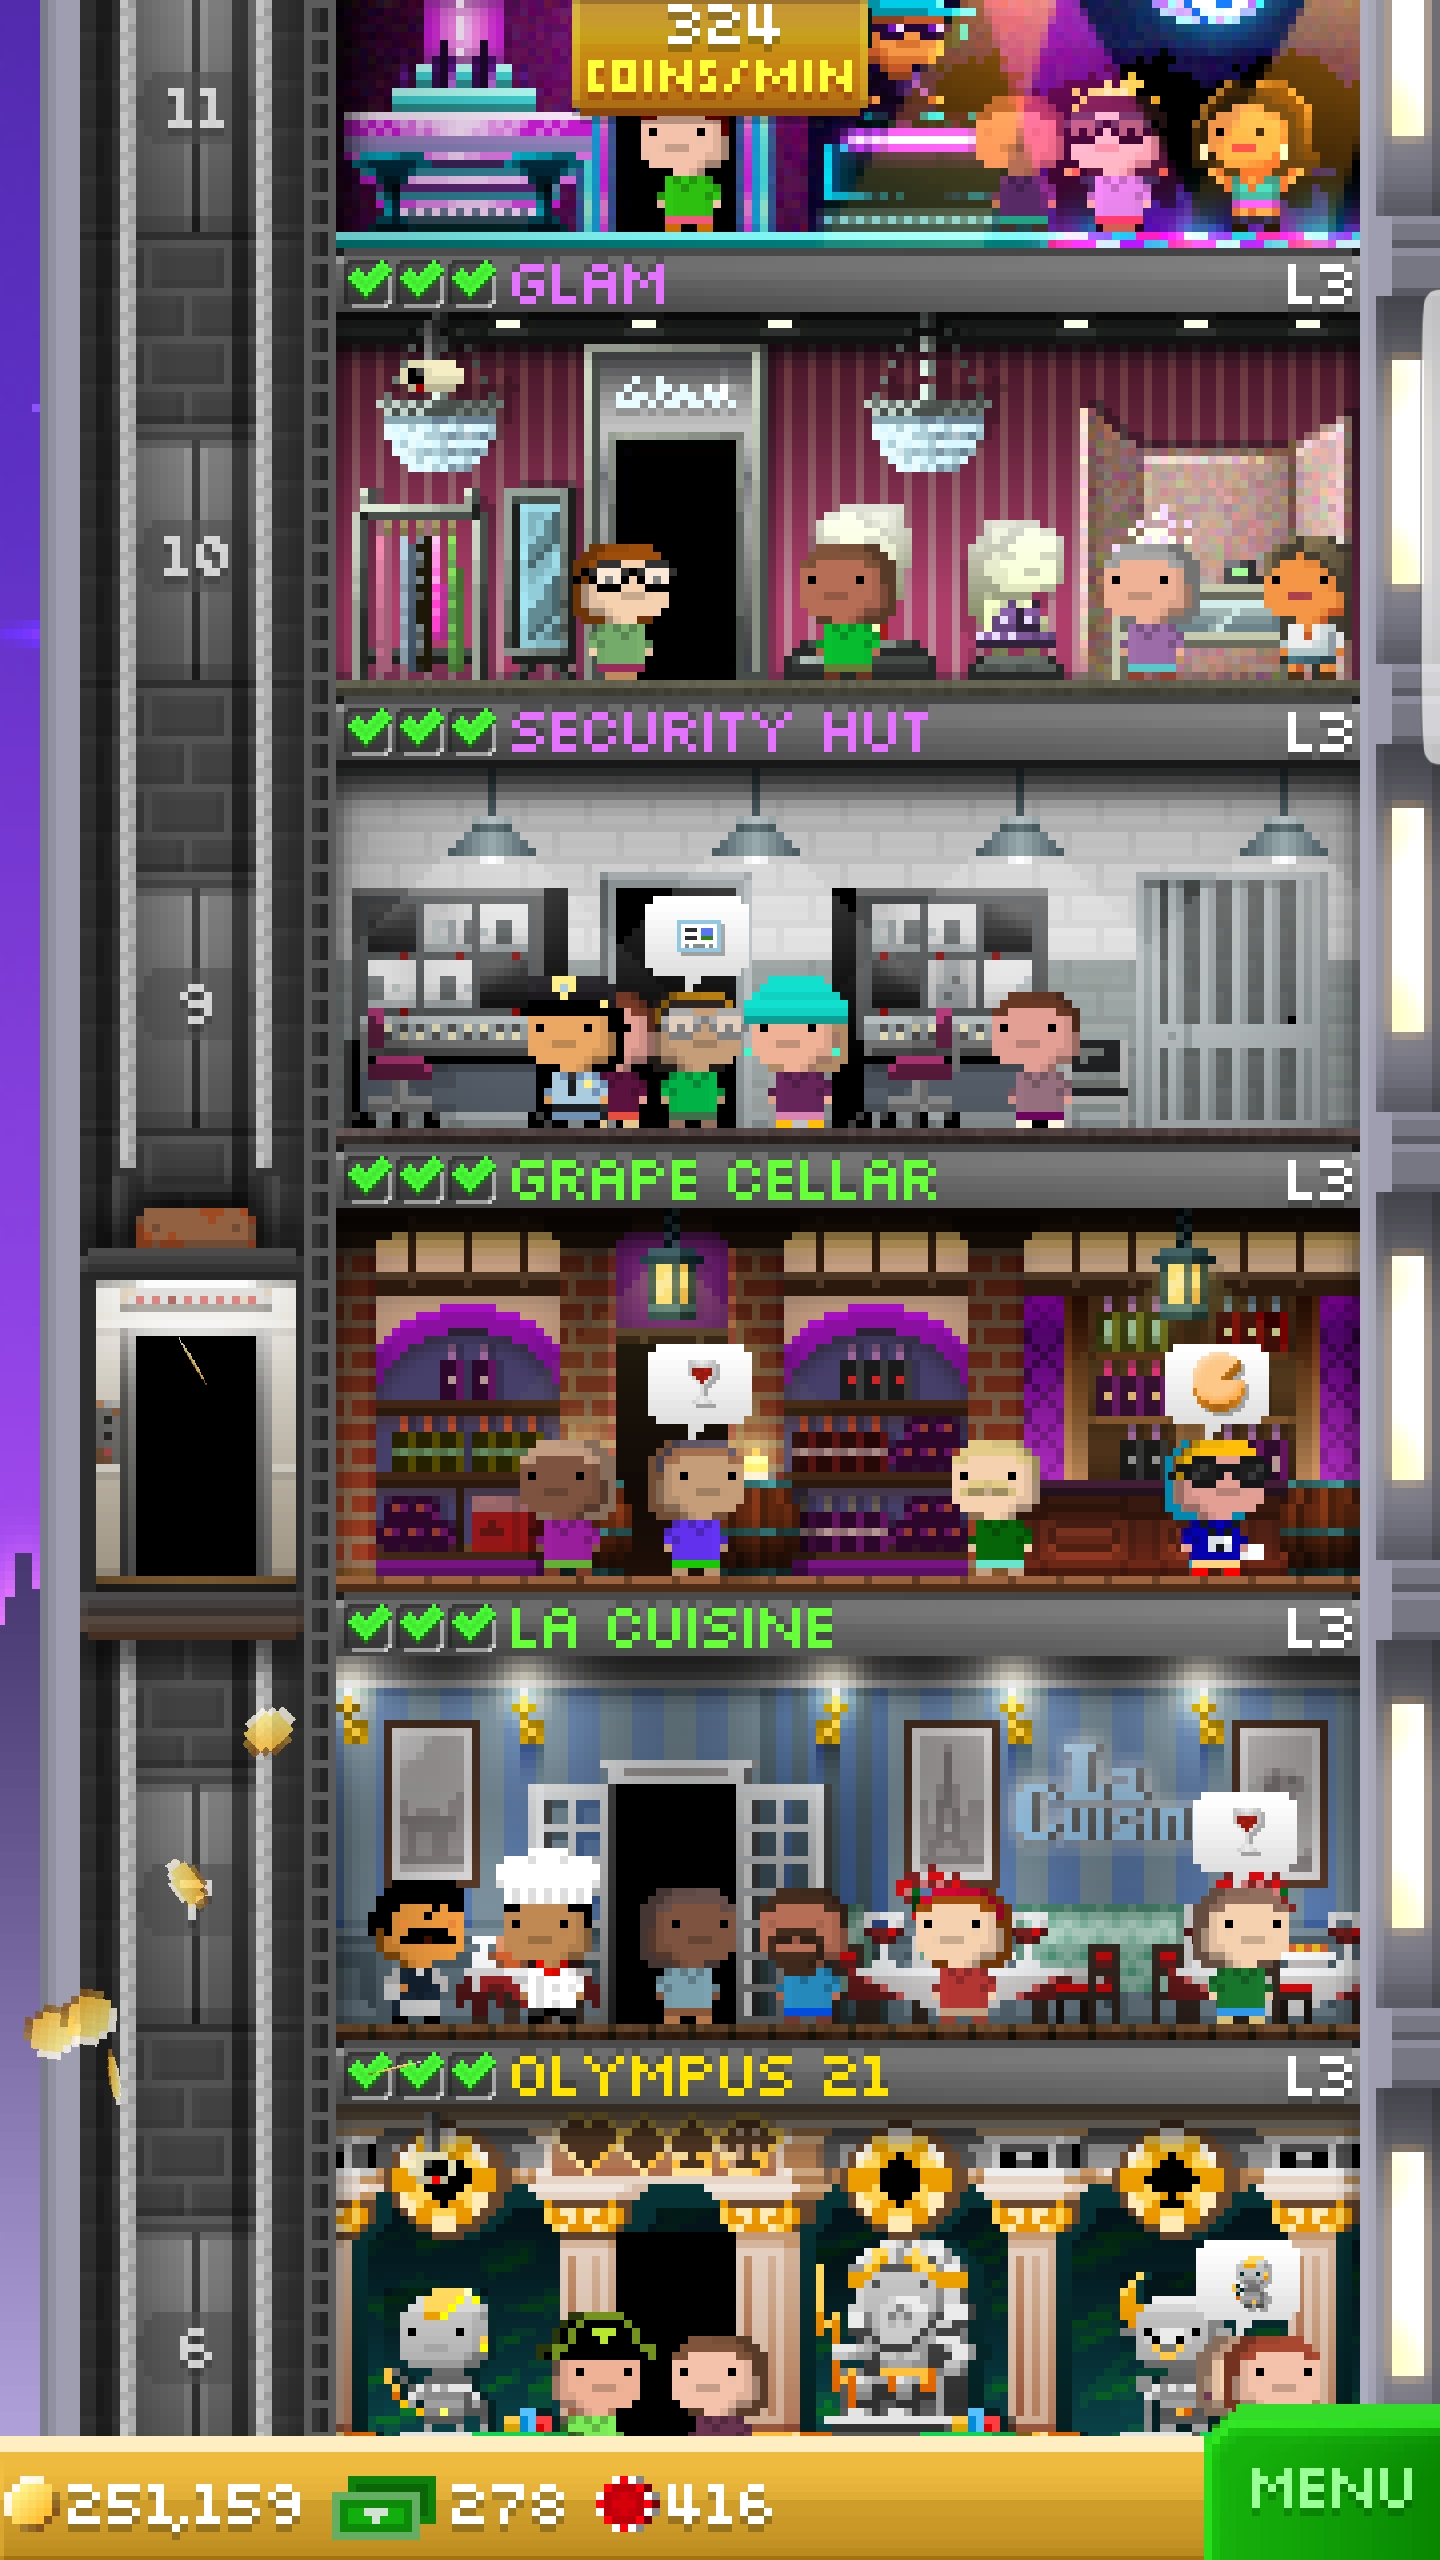 324
COINS/MIN
11
GLAM L3
Glam
10
SECURITY HUT L3
9
GRAPE CELLAR L3
LA CUISINE L3
La
Cuisin
OLYMPUS 21 L3
6
251,159 278 416
MENU